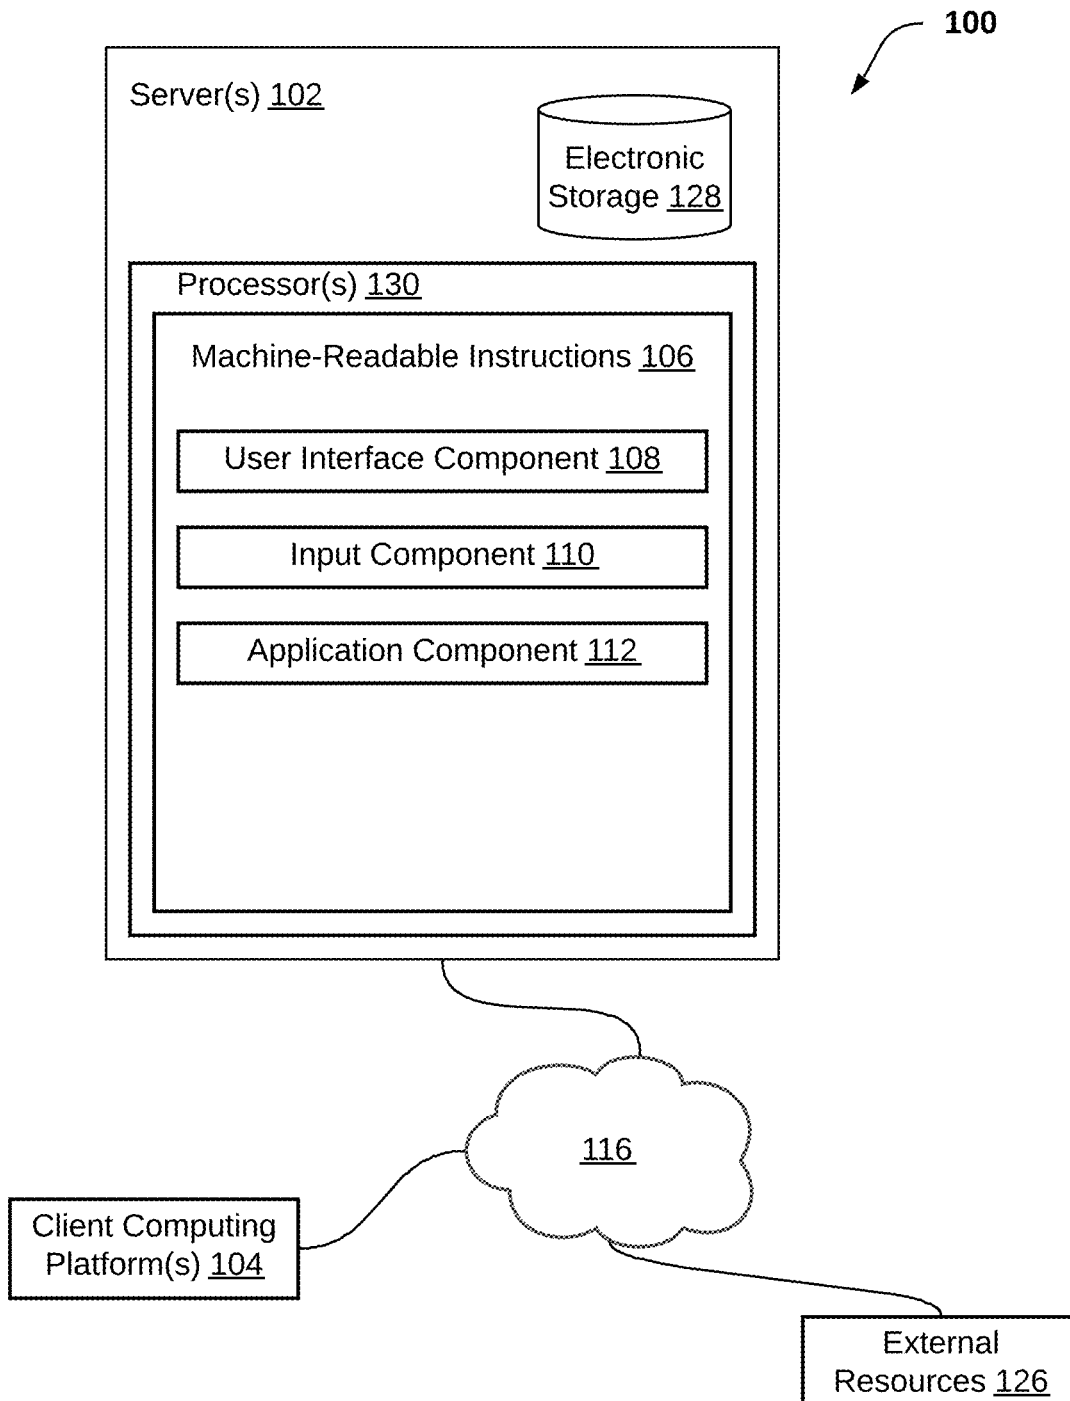 100
Server(s) 102
Electronic
Storage 128
Processor(s) 130
Machine-Readable Instructions 106
User Interface Component 108
Input Component 110
Application Component 112
116
Client Computing
Platform(s) 104
External
Resources 126